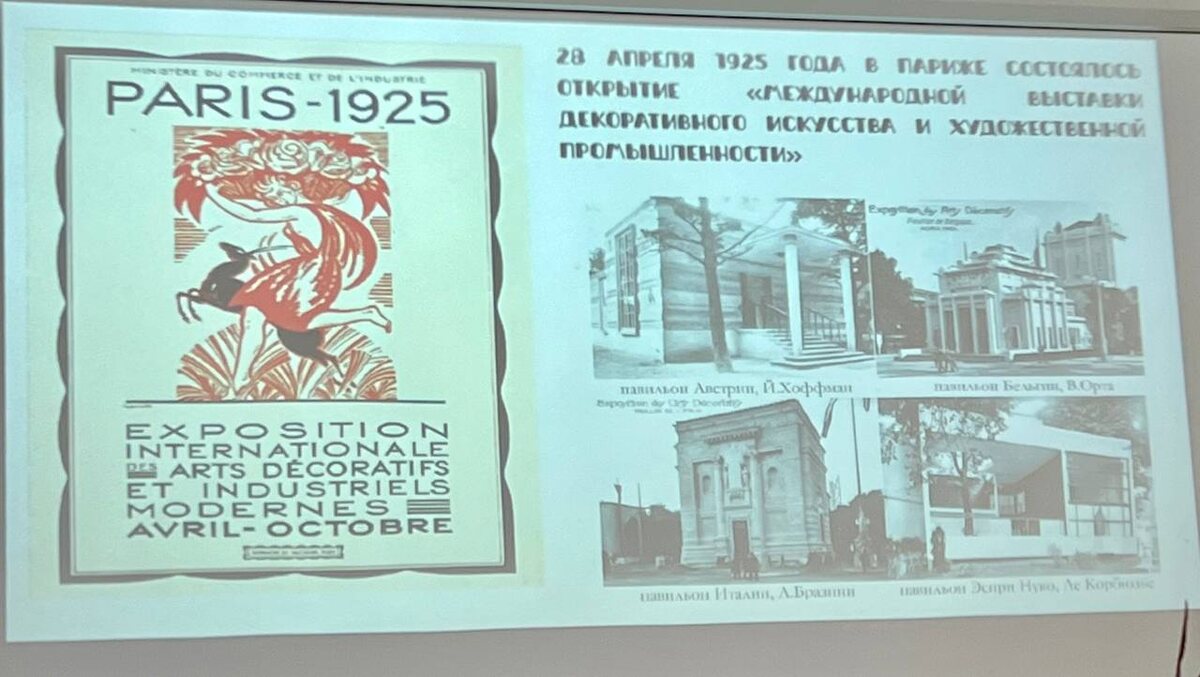 MINISTÈRE DU COMMERCE ET DE L'INDUSTRIE
PARIS-1925
EXPOSITION
INTERNATIONALE
DES ARTS DÉCORATIFS
ET INDUSTRIELS
MODERNES
AVRIL-OCTOBRE
28 АПРЕЛЯ 1925 ГОДА В ПАРИЖЕ СОСТОЯЛОСЬ
ОТКРЫТИЕ «МЕЖДУНАРОДНОЙ ВЫСТАВКИ
ДЕКОРАТИВНОГО ИСКУССТВА И ХУДОЖЕСТВЕННОЙ
ПРОМЫШЛЕННОСТИ»
павильон Австрии, Й.Хоффман
павильон Бельгии, В.Орта
павильон Италии, А.Бразини
павильон Эспри Нуво, Ле Корбюзье